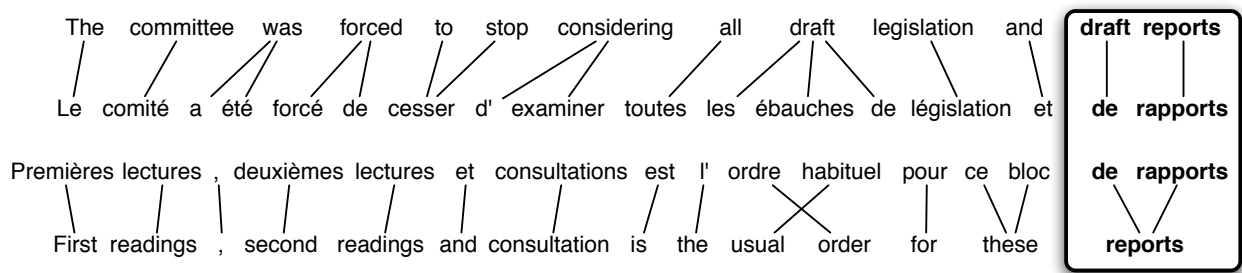 The committee was forced to stop considering all draft legislation and draft reports
Le comité a été forcé de cesser d' examiner toutes les ébauches de législation et de rapports
Premières lectures , deuxièmes lectures et consultations est l' ordre habituel pour ce bloc de rapports
First readings , second readings and consultation is the usual order for these reports